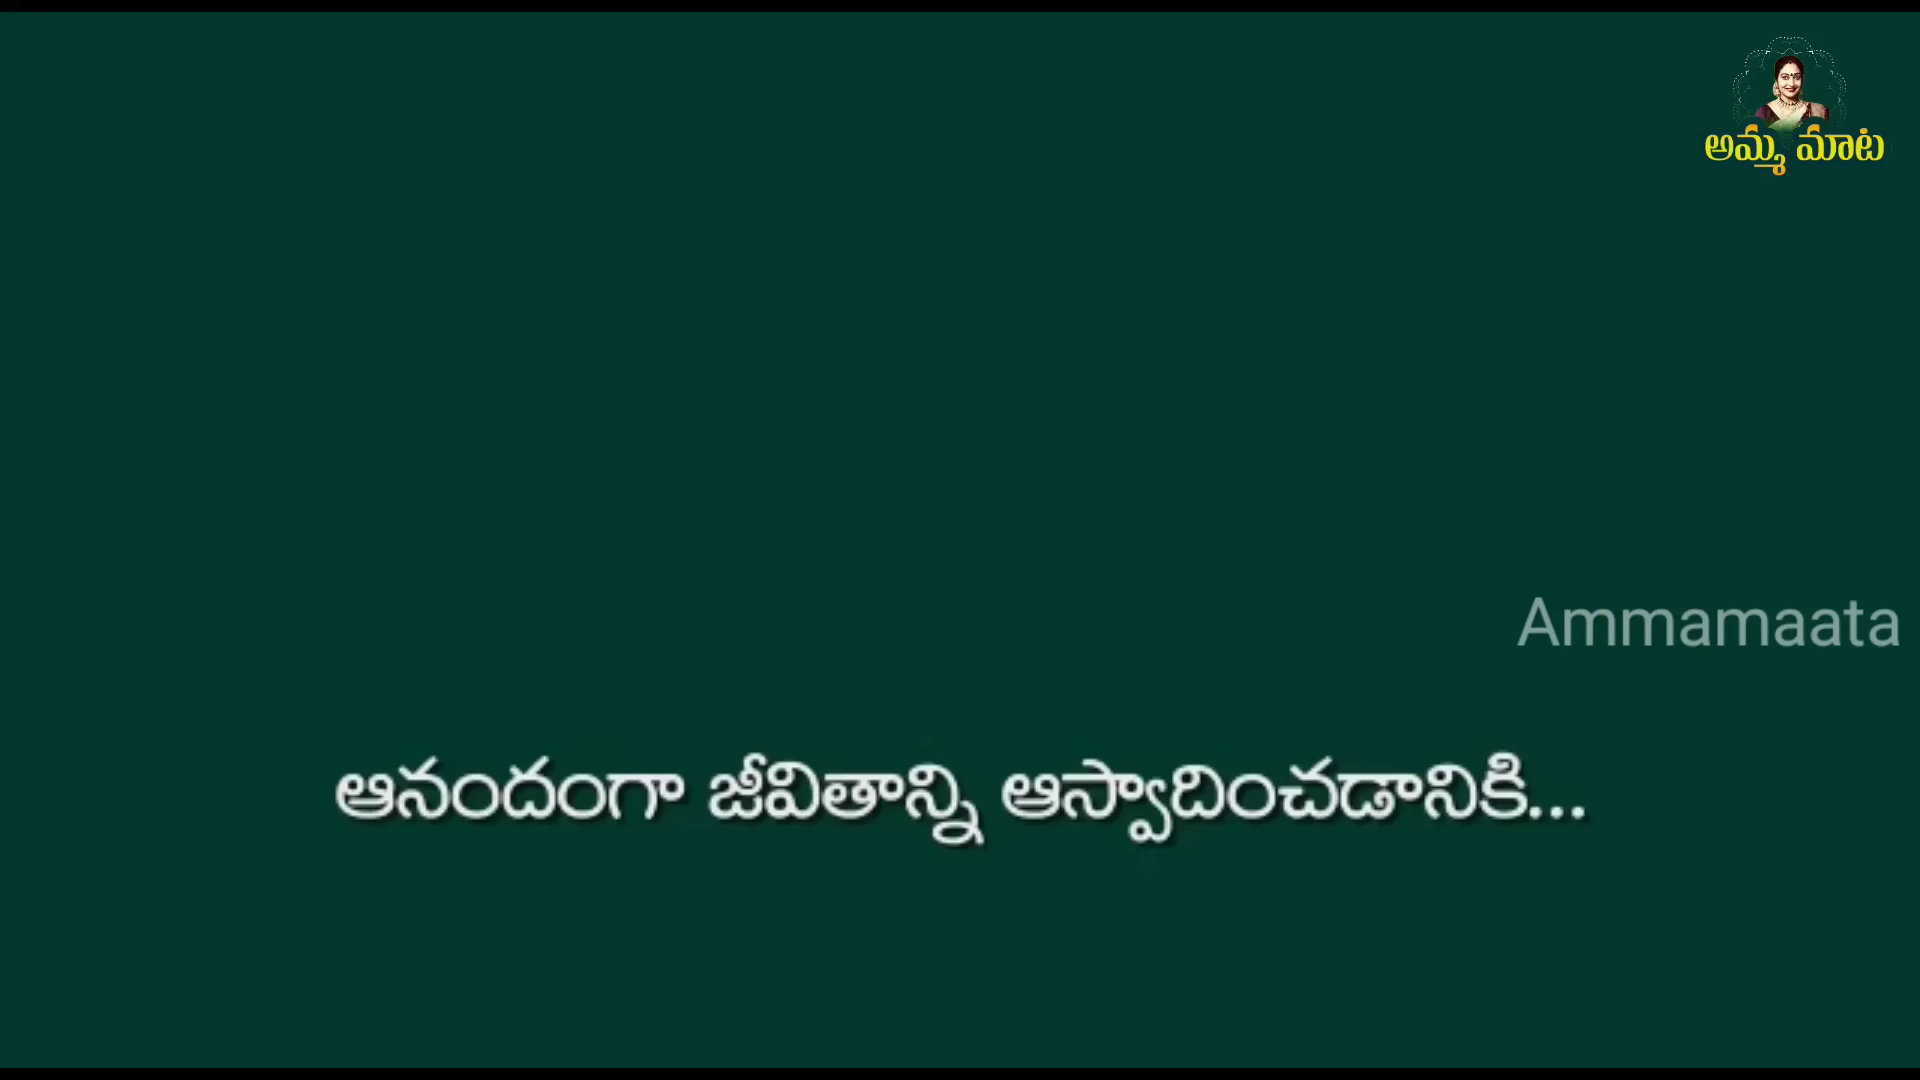 అమ్మ మాట
Ammamaata
ఆనందంగా జీవితాన్ని ఆస్వాదించడానికి...